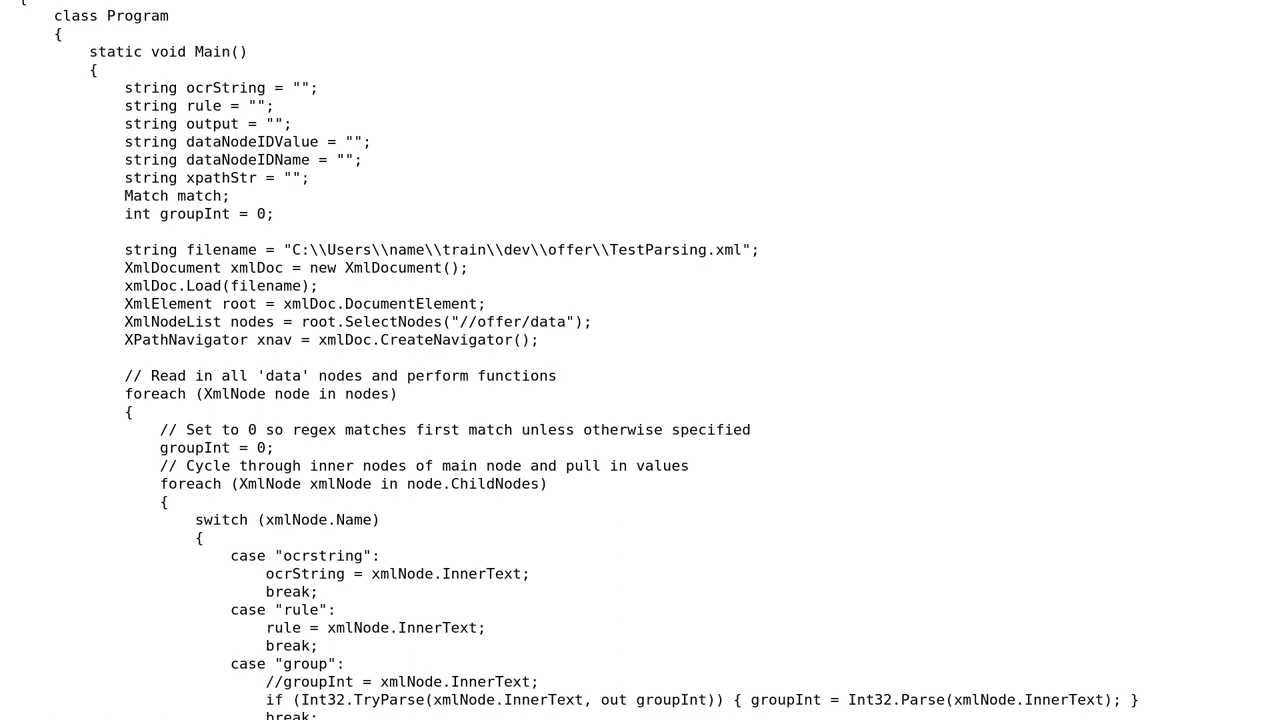 {
class Program
{
static void Main()
{
string ocrString = "";
string rule = "";
string output = "";
string dataNodeIDValue = "";
string dataNodeIDName = "";
string xpathStr = "";
Match match;
int groupInt = 0;
string filename = "C:\\Users\\name\\train\\dev\\offer\\TestParsing.xml";
XmlDocument xmlDoc = new XmlDocument();
xmlDoc.Load(filename);
XmlElement root = xmlDoc.DocumentElement;
XmlNodeList nodes = root.SelectNodes("//offer/data");
XPathNavigator xnav = xmlDoc.CreateNavigator();
// Read in all 'data' nodes and perform functions
foreach (XmlNode node in nodes)
{
// Set to 0 so regex matches first match unless otherwise specified
groupInt = 0;
// Cycle through inner nodes of main node and pull in values
foreach (XmlNode xmlNode in node.ChildNodes)
{
switch (xmlNode.Name)
{
case "ocrstring":
ocrString = xmlNode.InnerText;
break;
case "rule":
rule = xmlNode.InnerText;
break;
case "group":
//groupInt = xmlNode.InnerText;
if (Int32.TryParse(xmlNode.InnerText, out groupInt)) { groupInt = Int32.Parse(xmlNode.InnerText); }
break;